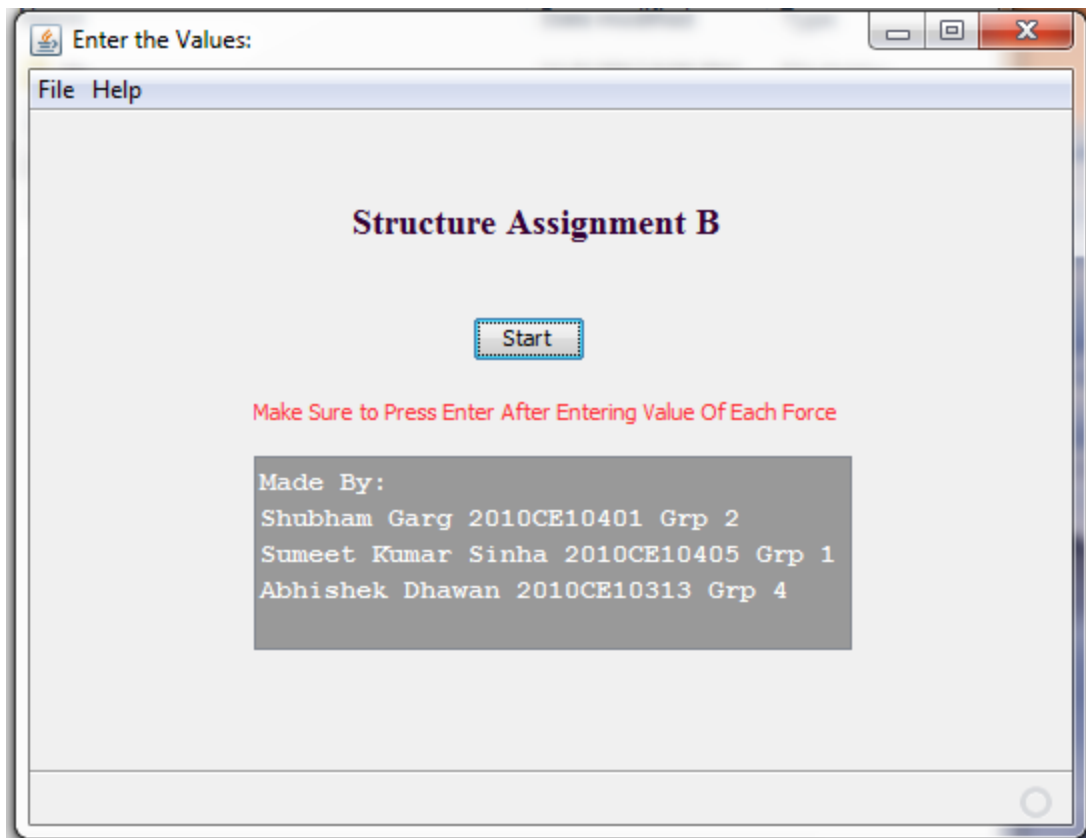 Enter the Values:
File Help
Structure Assignment B
Start
Make Sure to Press Enter After Entering Value Of Each Force
Made By:
Shubham Garg 2010CE10401 Grp 2
Sumeet Kumar Sinha 2010CE10405 Grp 1
Abhishek Dhawan 2010CE10313 Grp 4